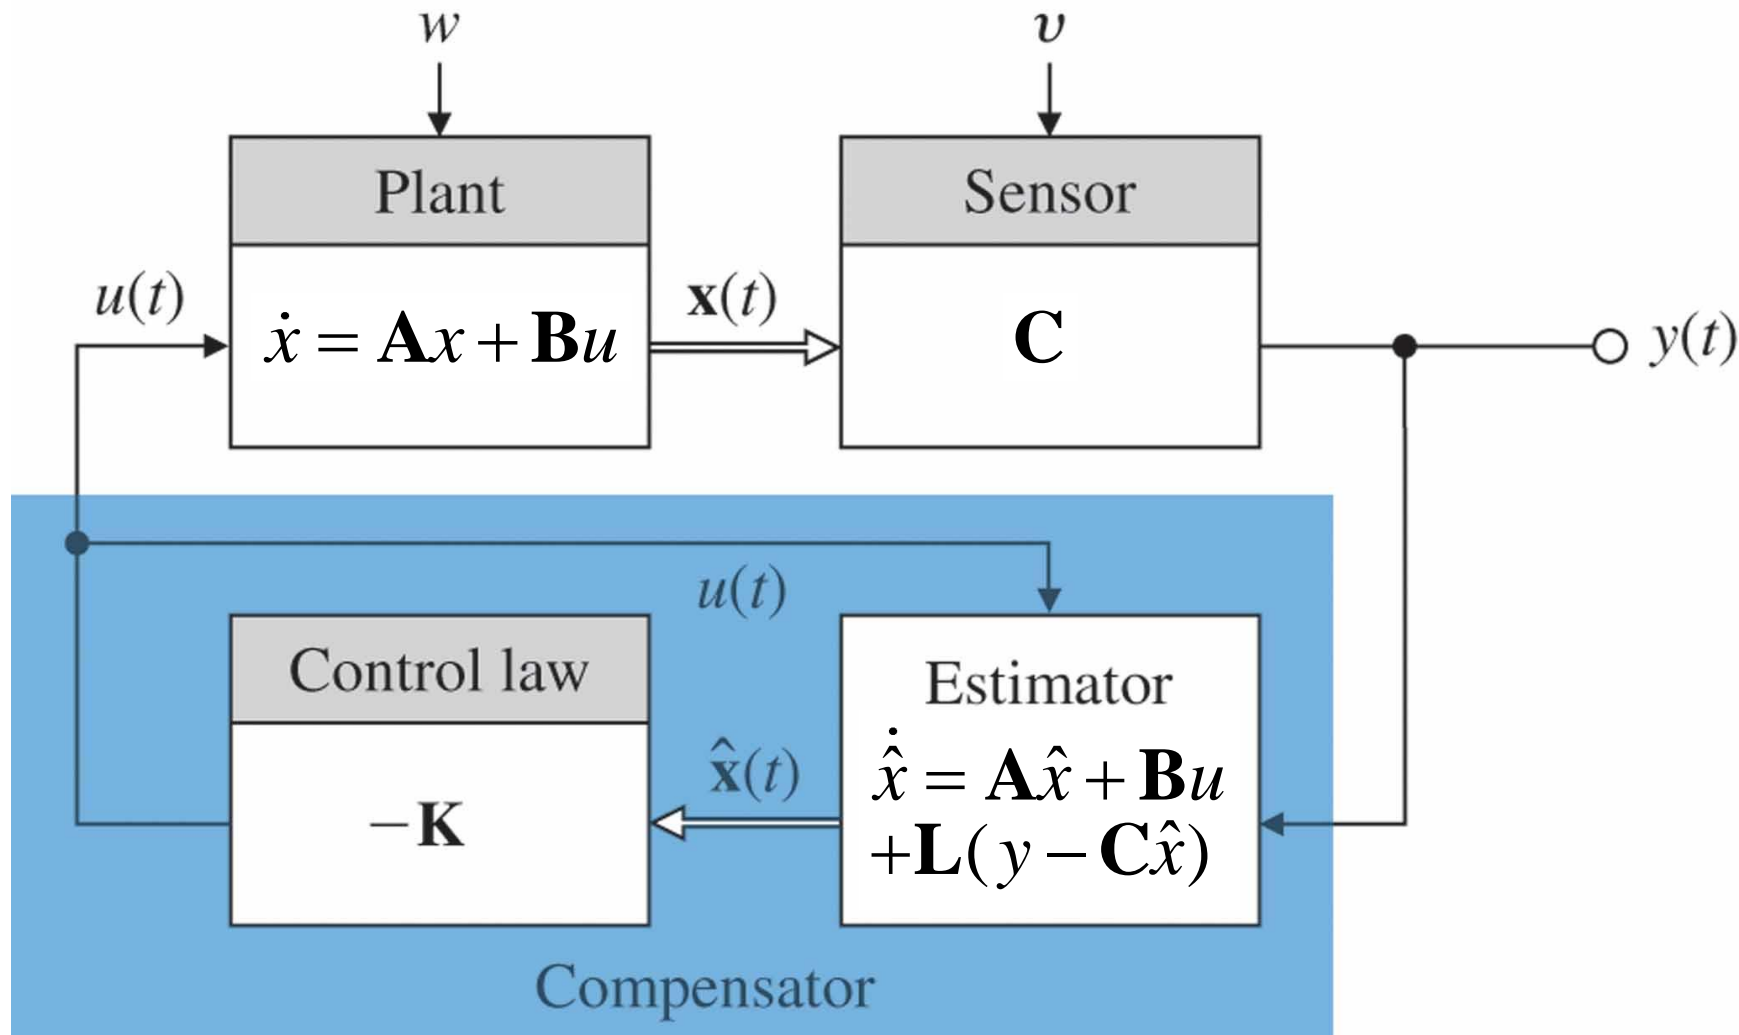 w
υ
Plant
Sensor
u(t)
ẋ = Ax + Bu
x(t)
C
y(t)
u(t)
Control law
Estimator
−K
x̂(t)
x̂̇ = Ax̂ + Bu
+L(y − Cx̂)
Compensator